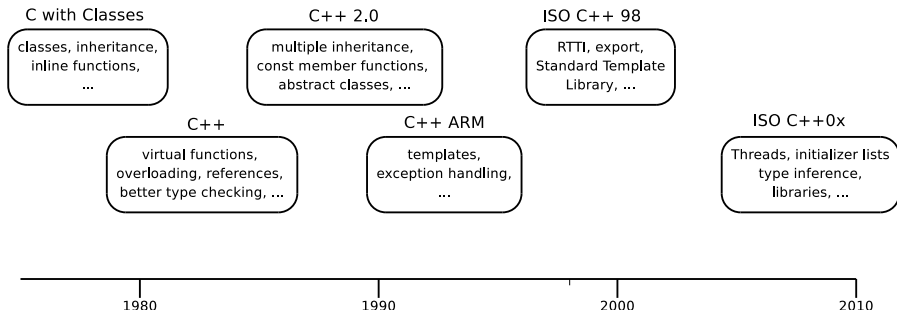 C with Classes
classes, inheritance,
inline functions,
...
C++
virtual functions,
overloading, references,
better type checking, ...
C++ 2.0
multiple inheritance,
const member functions,
abstract classes, ...
C++ ARM
templates,
exception handling,
...
ISO C++ 98
RTTI, export,
Standard Template
Library, ...
ISO C++0x
Threads, initializer lists
type inference,
libraries, ...
1980
1990
2000
2010